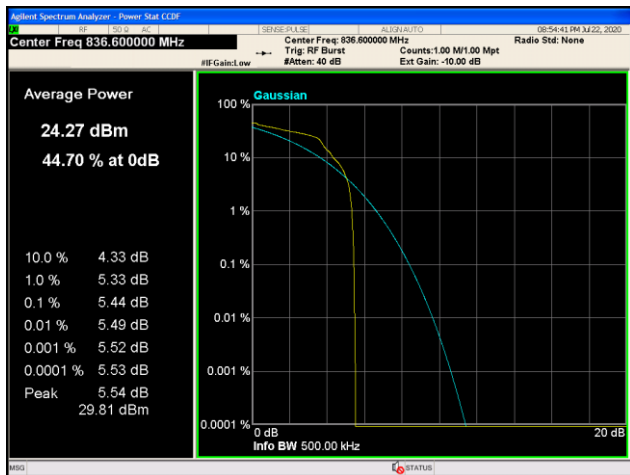 Agilent Spectrum Analyzer - Power Stat CCDF
RF 50 Ω AC SENSE:PULSE ALIGN AUTO 08:54:41 PM Jul 22, 2020
Center Freq 836.600000 MHz
Center Freq: 836.600000 MHz
Radio Std: None
Trig: RF Burst Counts:1.00 M/1.00 Mpt
#IFGain:Low
#Atten: 40 dB Ext Gain: -10.00 dB
Average Power
24.27 dBm
44.70 % at 0dB
10.0 % 4.33 dB
1.0 % 5.33 dB
0.1 % 5.44 dB
0.01 % 5.49 dB
0.001 % 5.52 dB
0.0001 % 5.53 dB
Peak 5.54 dB
29.81 dBm
Gaussian
100 %
10 %
1 %
0.1 %
0.01 %
0.001 %
0.0001 %
0 dB 20 dB
Info BW 500.00 kHz
MSG STATUS